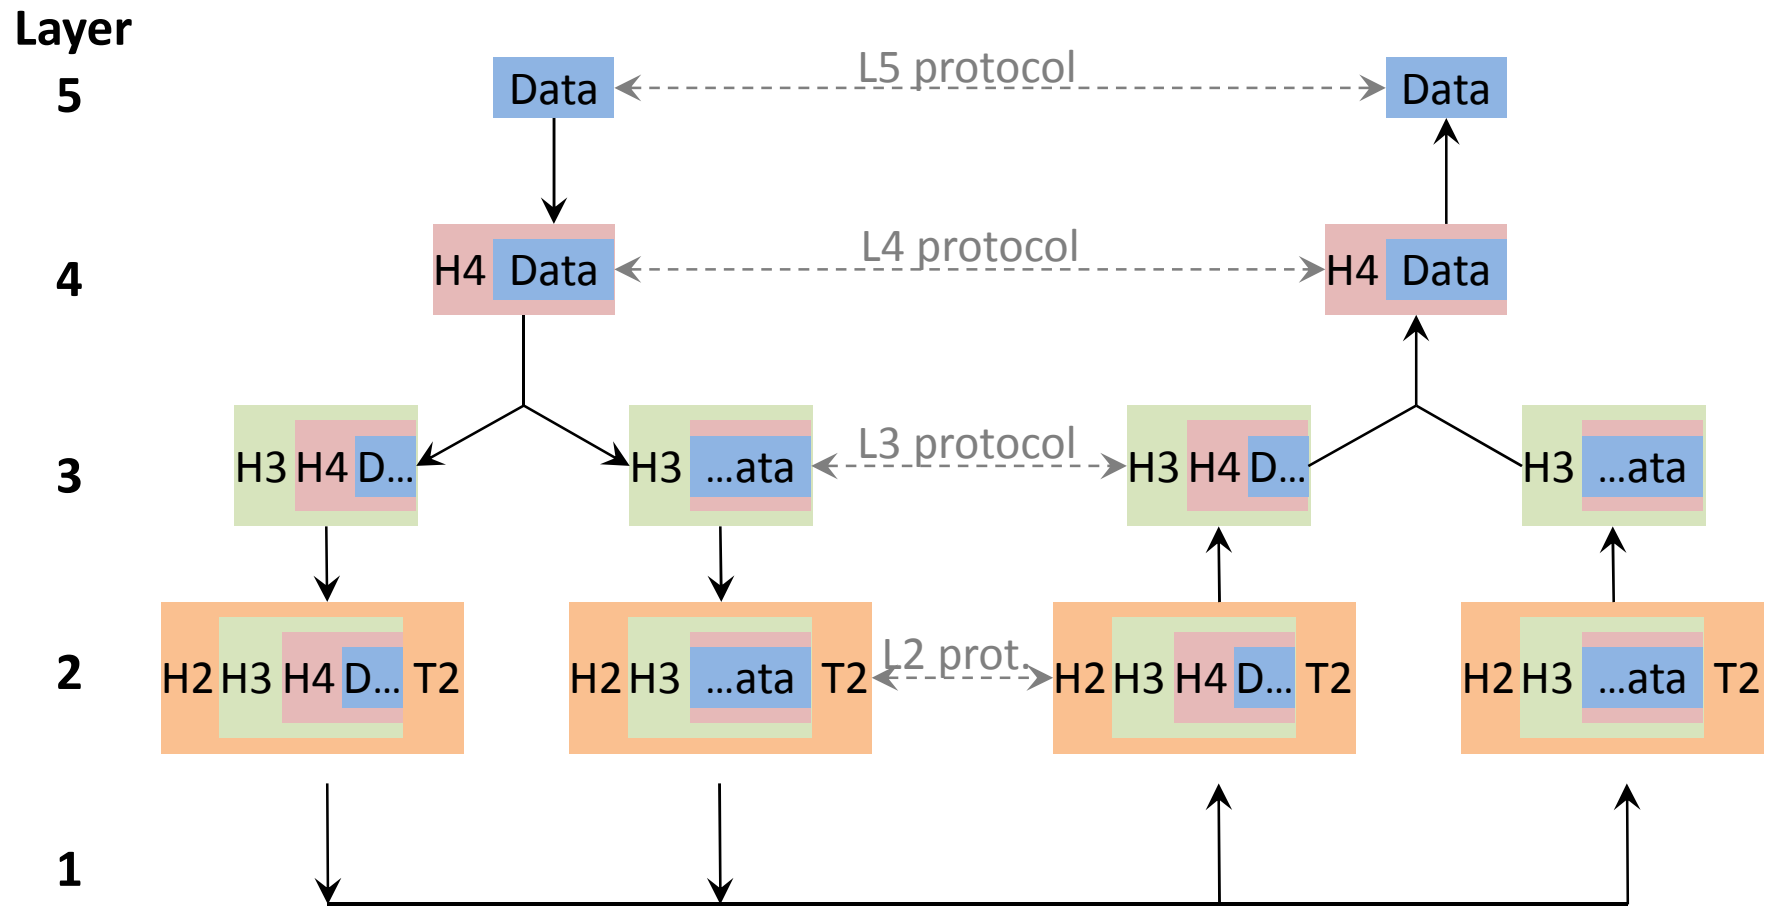 Layer
5 Data L5 protocol Data
4 H4 Data L4 protocol H4 Data
3 H3 H4 D... H3 ...ata L3 protocol H3 H4 D... H3 ...ata
2 H2 H3 H4 D... T2 H2 H3 ...ata T2 L2 prot. H2 H3 H4 D... T2 H2 H3 ...ata T2
1